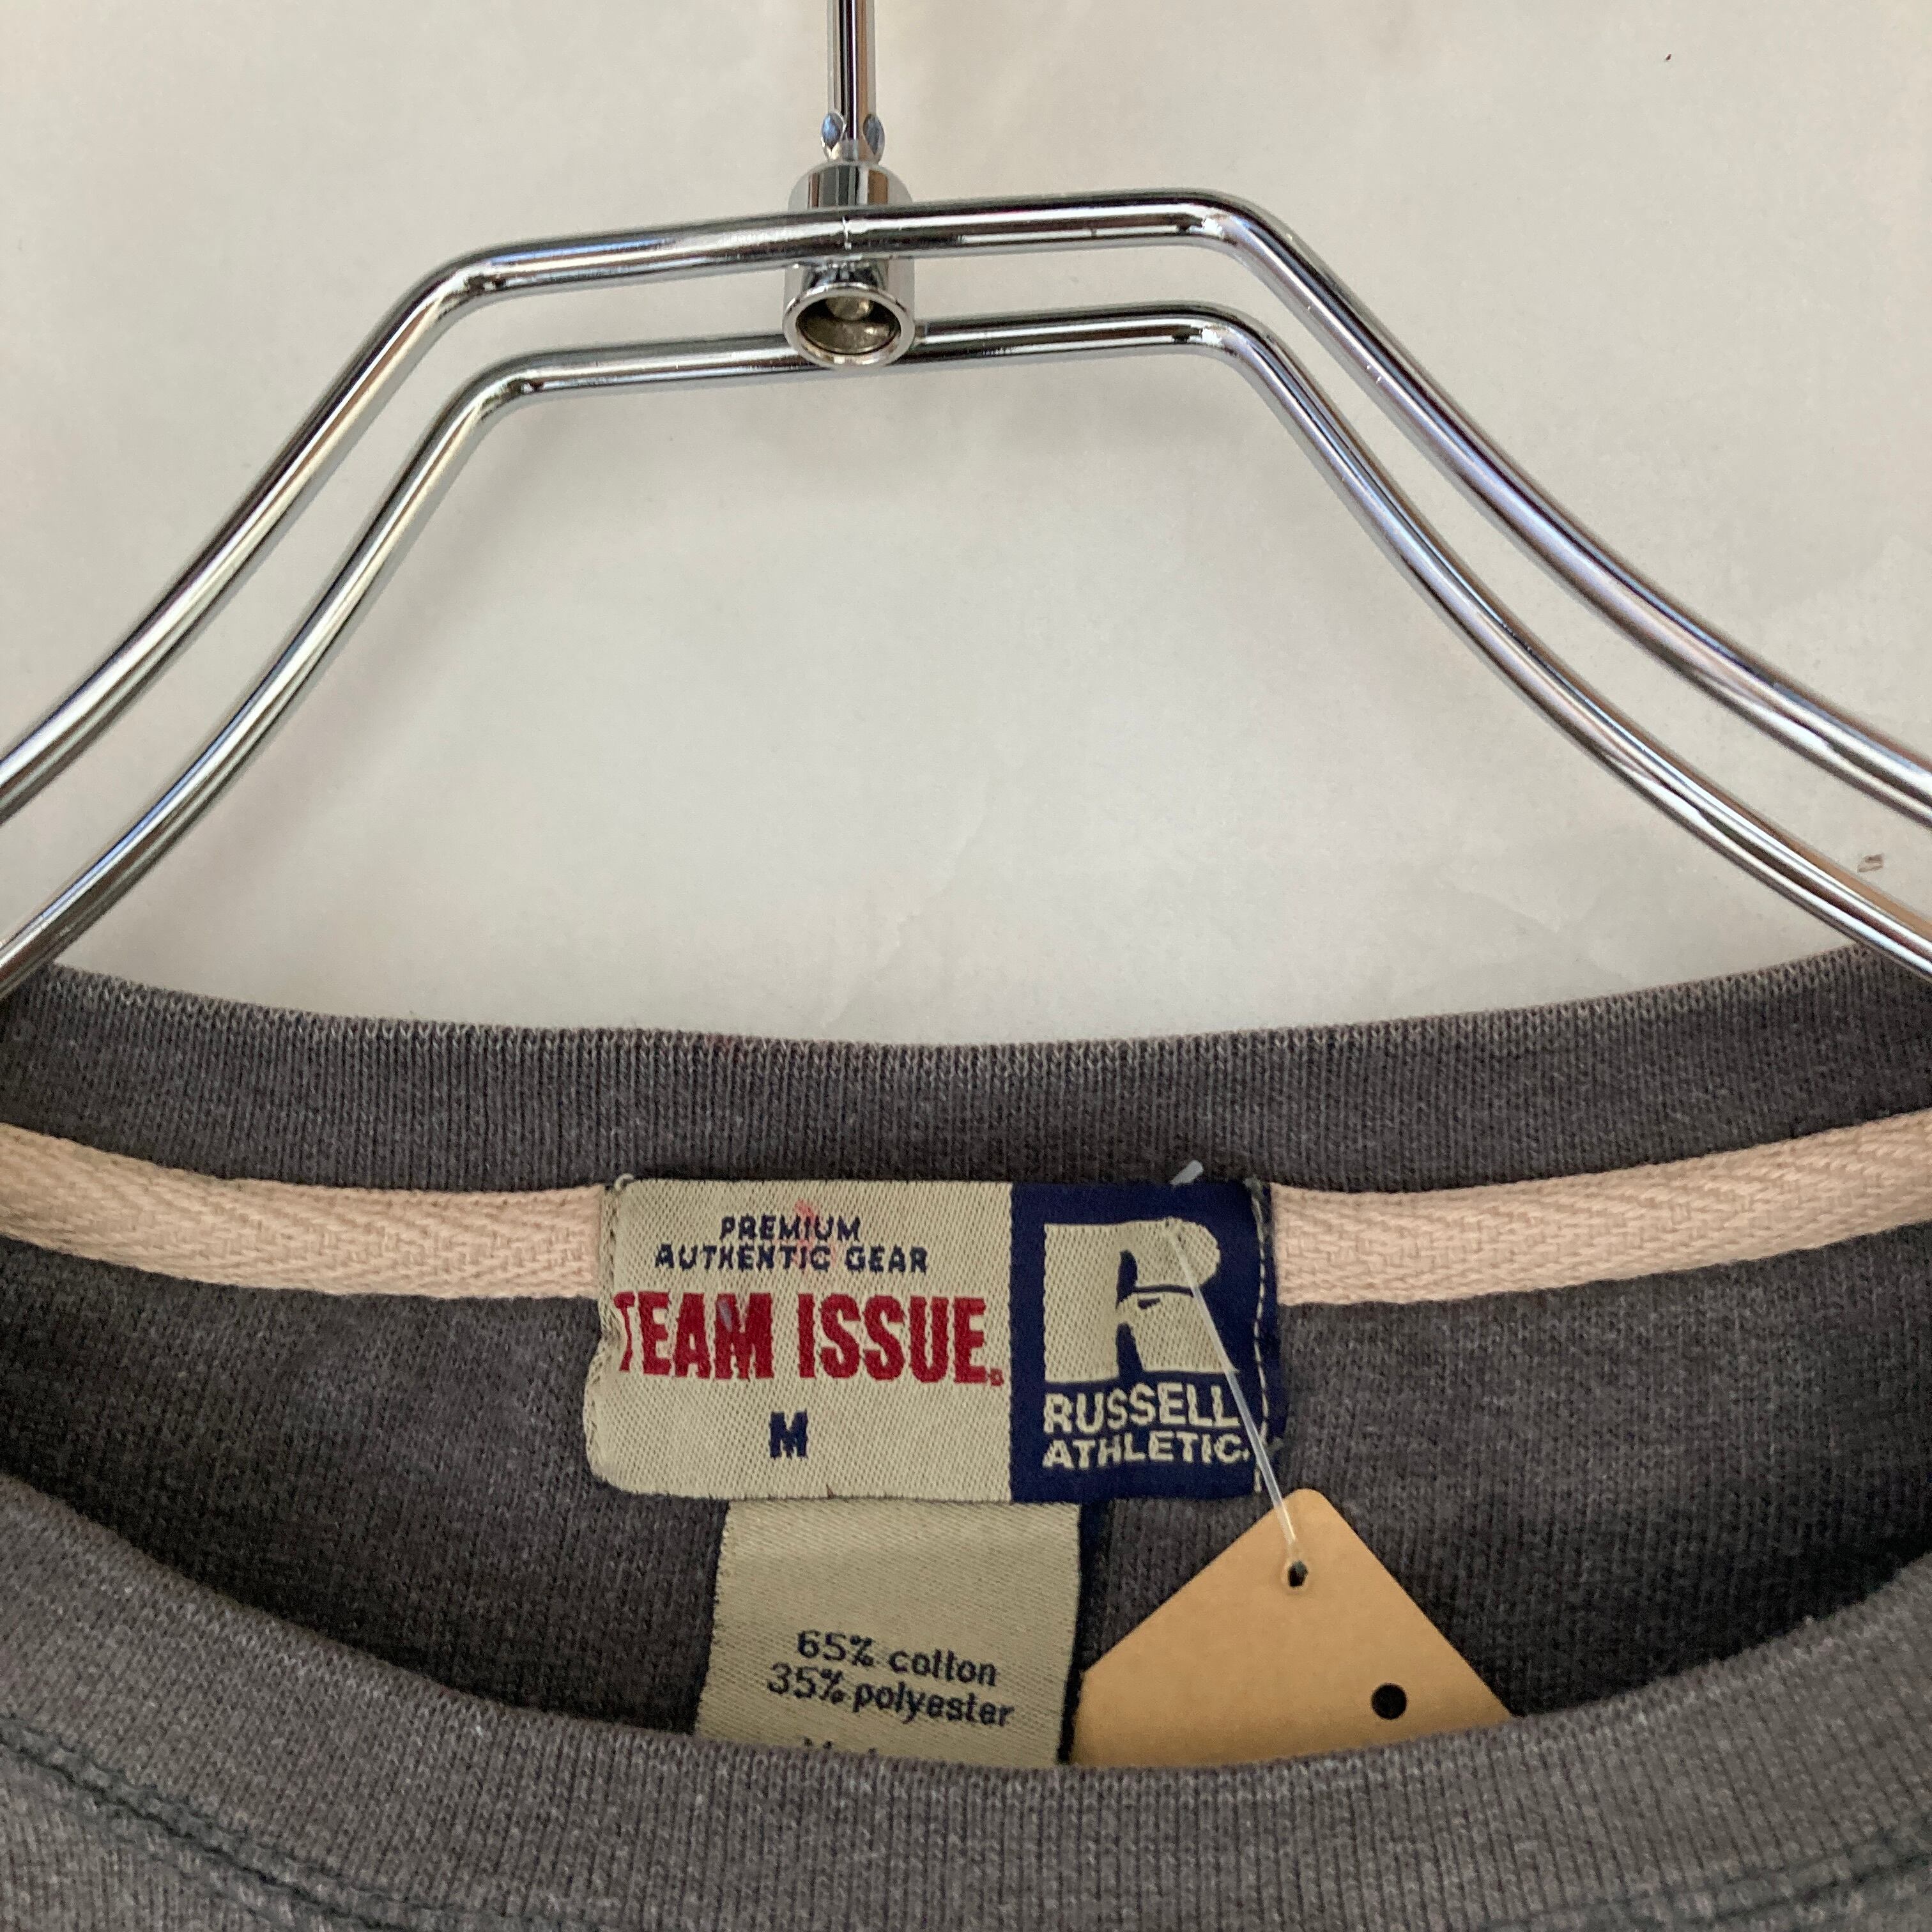 PREMIUM
AUTHENTIC GEAR
TEAM ISSUE
M
R
RUSSELL
ATHLETIC
65% cotton
35% polyester